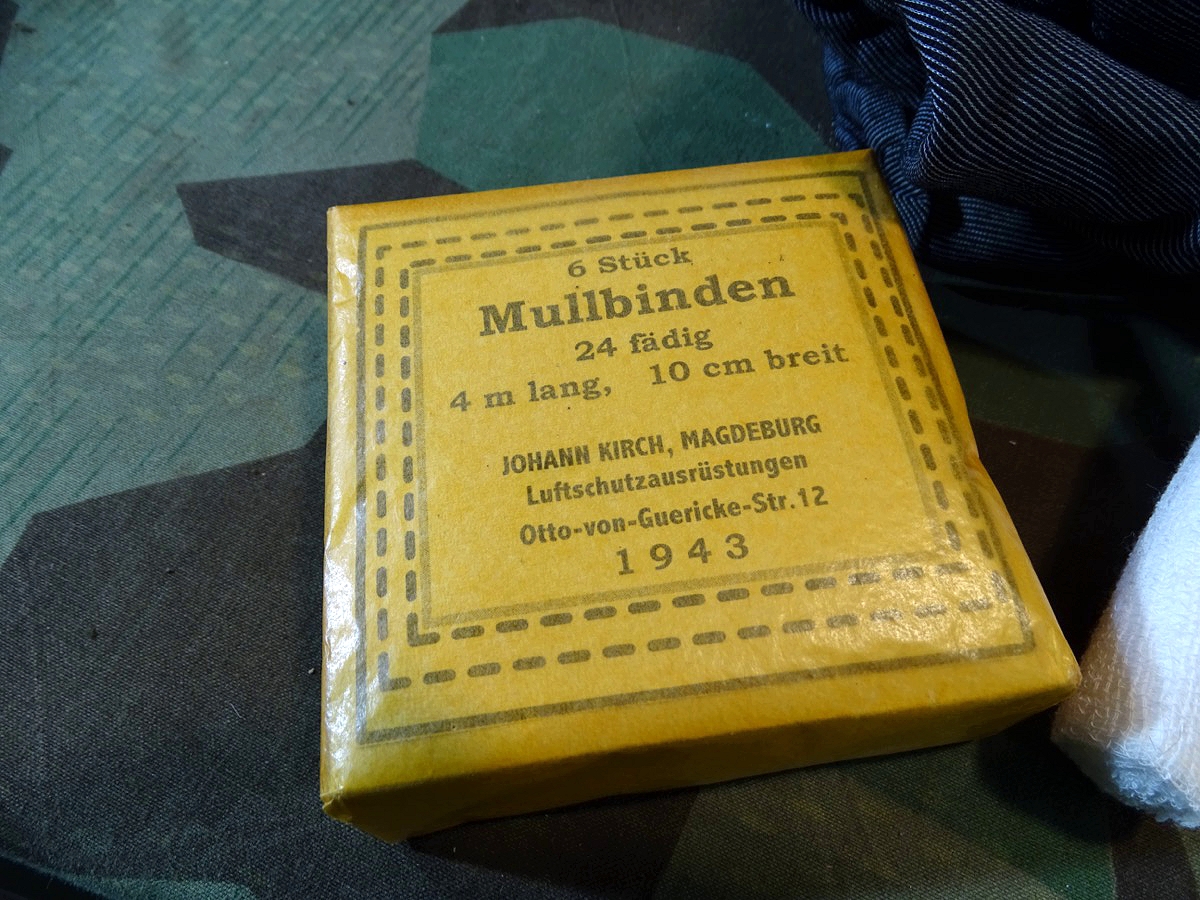 6 Stück
Mullbinden
24 fädig
4 m lang, 10 cm breit
JOHANN KIRCH, MAGDEBURG
Luftschutzausrüstungen
Otto-von-Guericke-Str. 12
1943